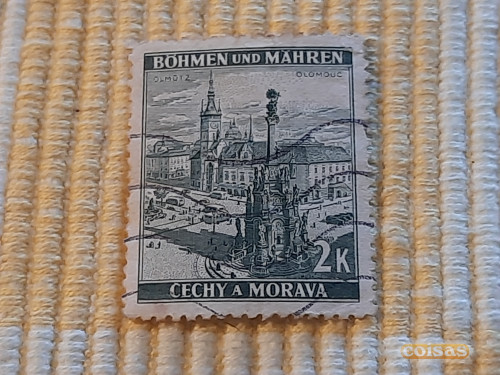 BÖHMEN UND MÄHREN
OLMÜTZ OLOMOUC
2K
ČECHY A MORAVA
coisas